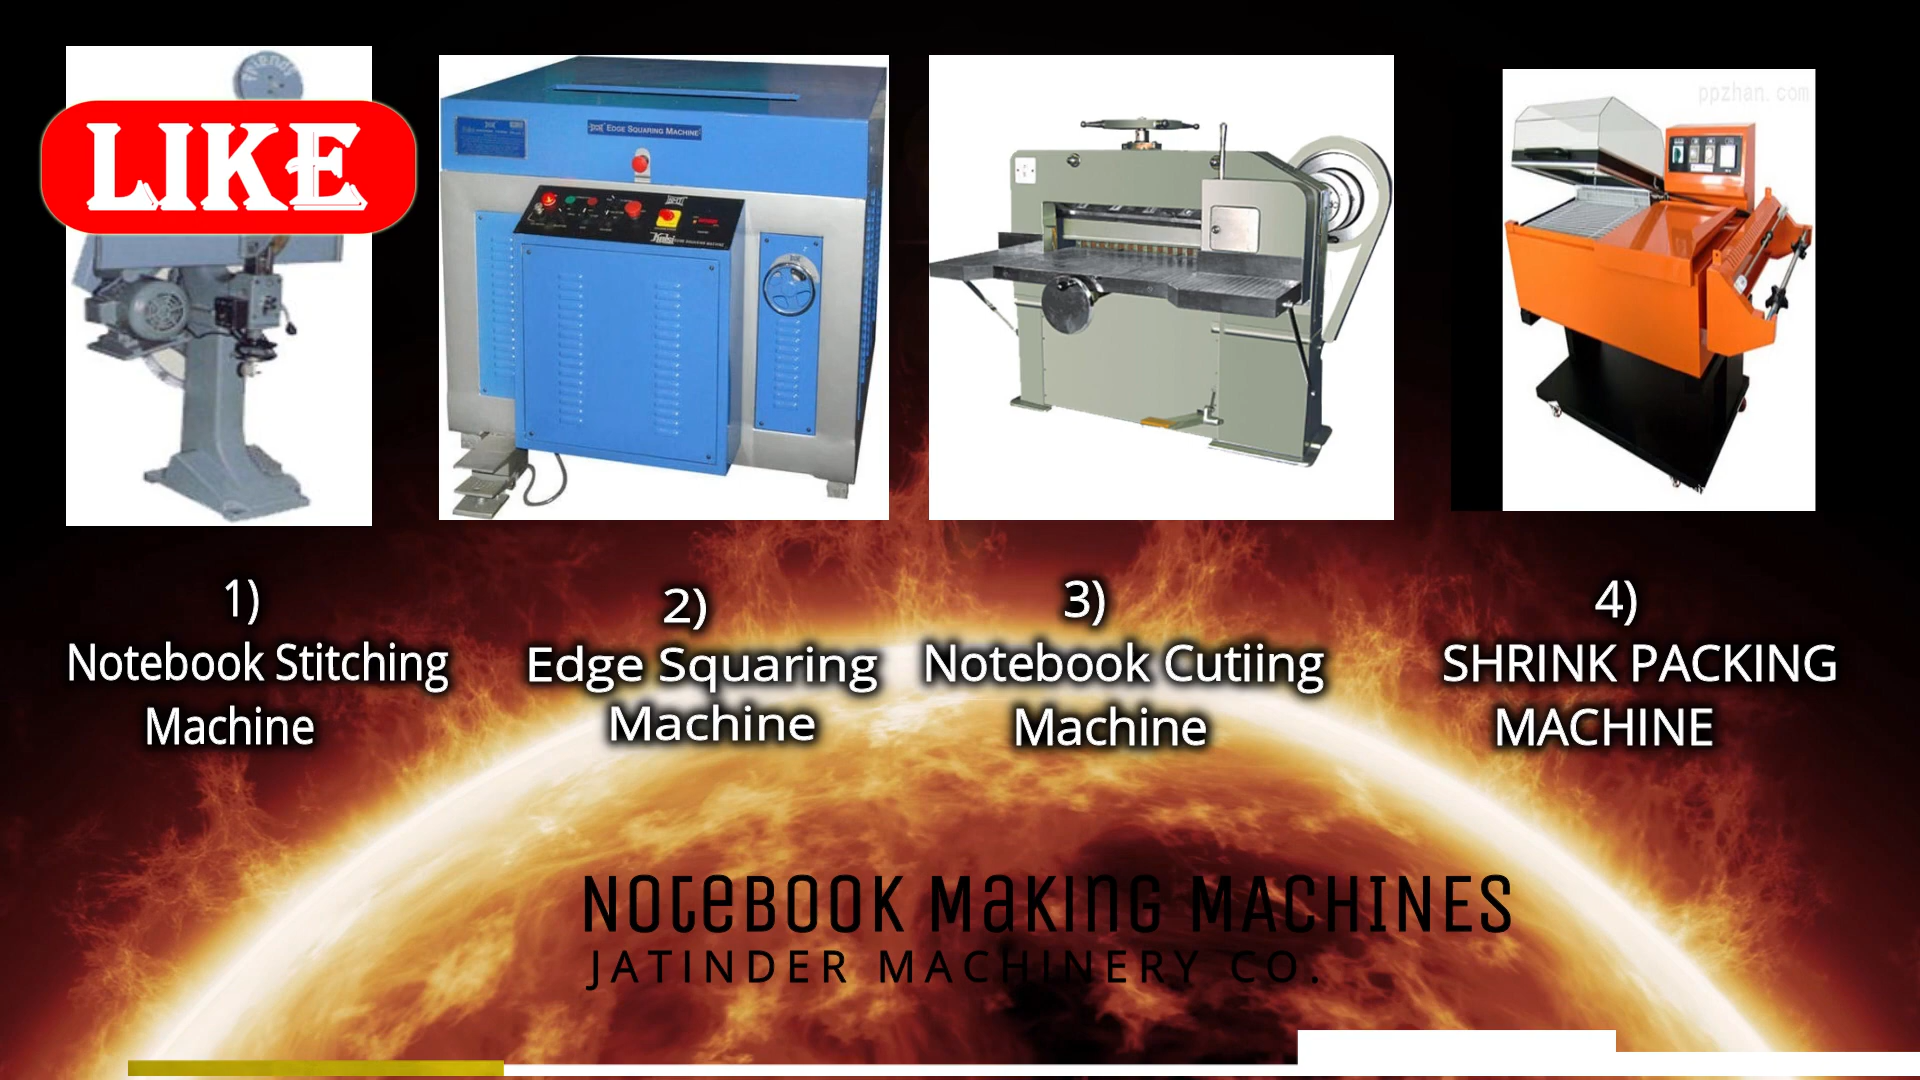 friendi
ppzhan.com
LIKE
EDGE SQUARING MACHINE
1)
Notebook Stitching
Machine
2)
Edge Squaring
Machine
3)
Notebook Cutiing
Machine
4)
SHRINK PACKING
MACHINE
NOTEBOOK MaKING MACHINES
JATINDER MACHINERY CO.